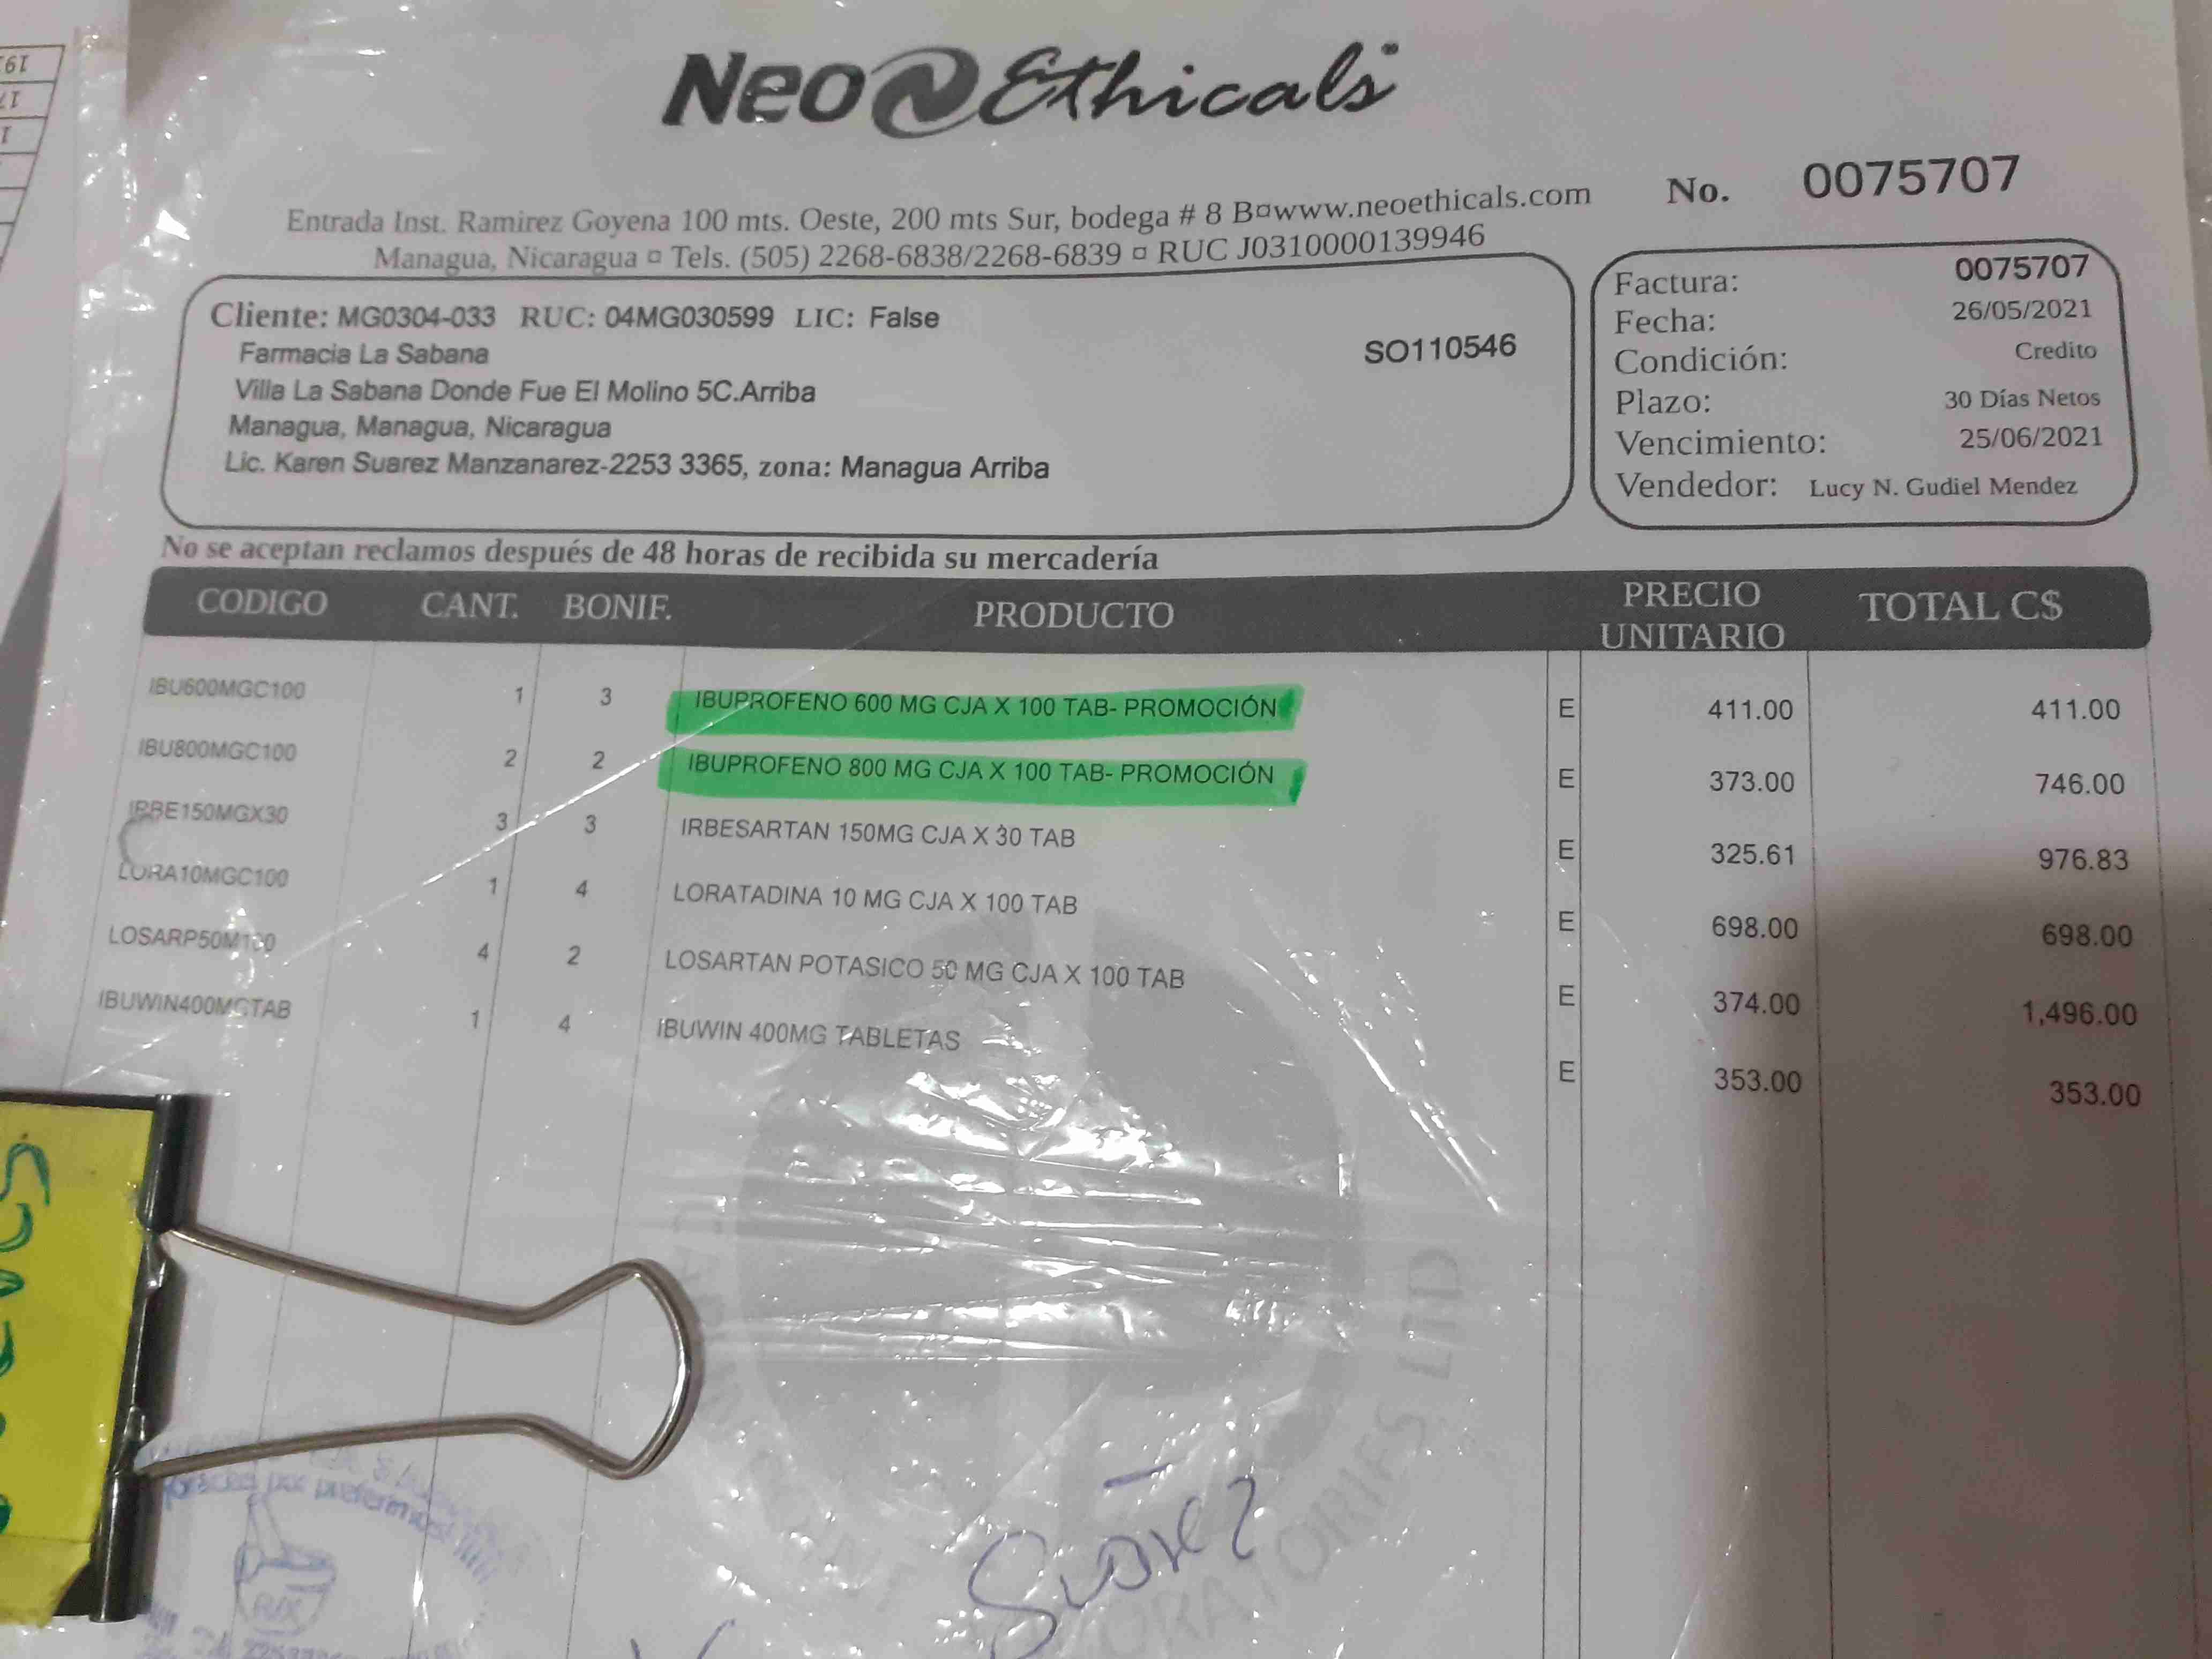 Neo Ethicals
No. 0075707
Entrada Inst. Ramirez Goyena 100 mts. Oeste, 200 mts Sur, bodega # 8 B¤www.neoethicals.com
Managua, Nicaragua ¤ Tels. (505) 2268-6838/2268-6839 ¤ RUC J0310000139946
Cliente: MG0304-033 RUC: 04MG030599 LIC: False
Farmacia La Sabana
SO110546
Villa La Sabana Donde Fue El Molino 5C.Arriba
Managua, Managua, Nicaragua
Lic. Karen Suarez Manzanarez-2253 3365, zona: Managua Arriba
Factura: 0075707
Fecha: 26/05/2021
Condición: Credito
Plazo: 30 Días Netos
Vencimiento: 25/06/2021
Vendedor: Lucy N. Gudiel Mendez
No se aceptan reclamos después de 48 horas de recibida su mercadería
CODIGO CANT. BONIF. PRODUCTO PRECIO UNITARIO TOTAL C$
IBU600MGC100 1 3 IBUPROFENO 600 MG CJA X 100 TAB- PROMOCIÓN E 411.00 411.00
IBU800MGC100 2 2 IBUPROFENO 800 MG CJA X 100 TAB- PROMOCIÓN E 373.00 746.00
IRBE150MGX30 3 3 IRBESARTAN 150MG CJA X 30 TAB E 325.61 976.83
LORA10MGC100 1 4 LORATADINA 10 MG CJA X 100 TAB E 698.00 698.00
LOSARP50M100 4 2 LOSARTAN POTASICO 50 MG CJA X 100 TAB E 374.00 1,496.00
IBUWIN400MGTAB 1 4 IBUWIN 400MG TABLETAS E 353.00 353.00
Suárez